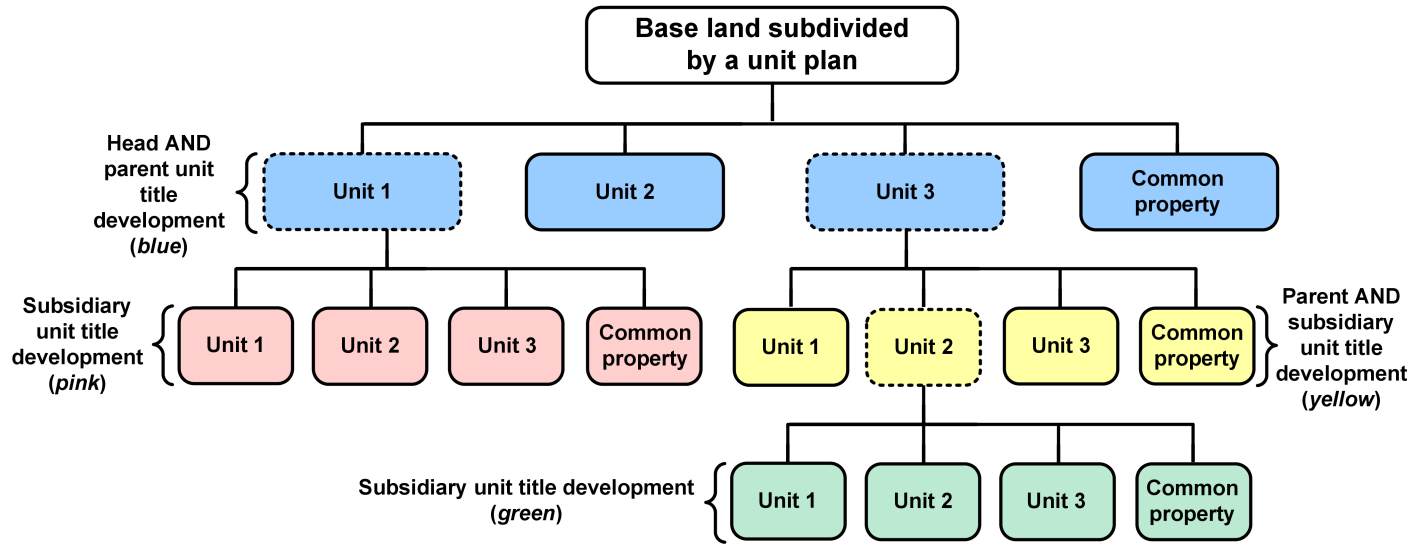 Base land subdivided
by a unit plan
Head AND
parent unit
title
development
(blue)
Unit 1
Unit 2
Unit 3
Common
property
Subsidiary
unit title
development
(pink)
Unit 1
Unit 2
Unit 3
Common
property
Unit 1
Unit 2
Unit 3
Common
property
Parent AND
subsidiary
unit title
development
(yellow)
Subsidiary unit title development
(green)
Unit 1
Unit 2
Unit 3
Common
property